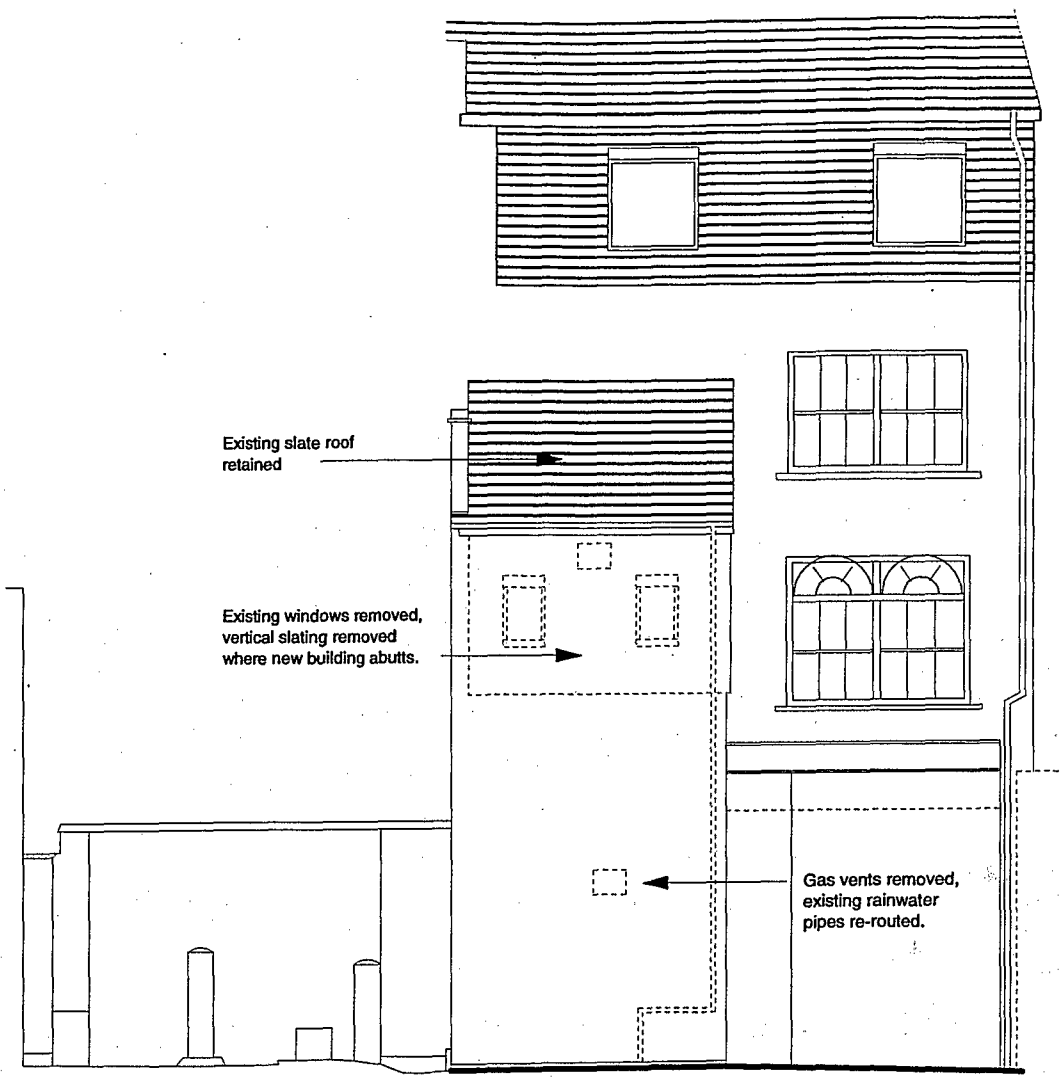 Existing slate roof
retained
Existing windows removed,
vertical slating removed
where new building abutts.
Gas vents removed,
existing rainwater
pipes re-routed.